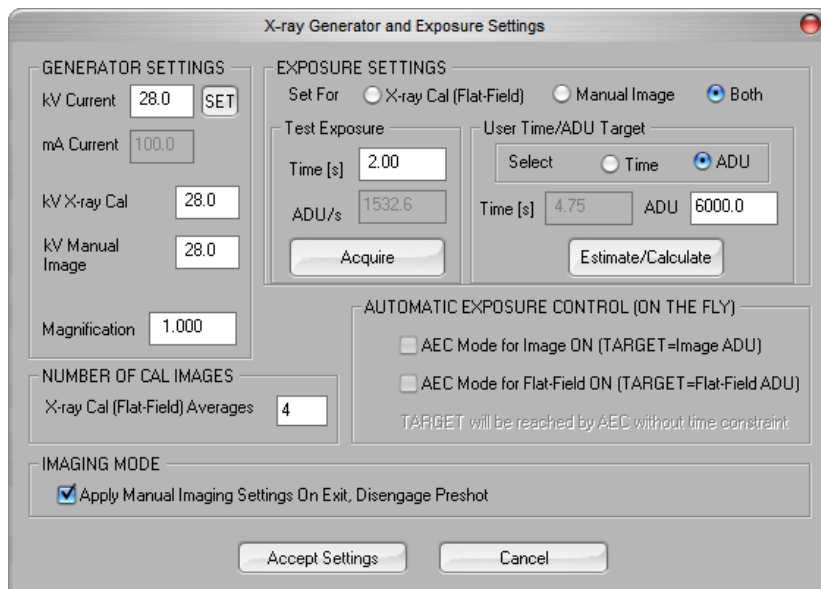 X-ray Generator and Exposure Settings
GENERATOR SETTINGS
kV Current 28.0 SET
mA Current 100.0
kV X-ray Cal 28.0
kV Manual Image 28.0
Magnification 1.000
EXPOSURE SETTINGS
Set For X-ray Cal (Flat-Field) Manual Image Both
Test Exposure
Time [s] 2.00
ADU/s 1532.6
Acquire
User Time/ADU Target
Select Time ADU
Time [s] 4.75 ADU 6000.0
Estimate/Calculate
AUTOMATIC EXPOSURE CONTROL (ON THE FLY)
AEC Mode for Image ON (TARGET=Image ADU)
AEC Mode for Flat-Field ON (TARGET=Flat-Field ADU)
TARGET will be reached by AEC without time constraint
NUMBER OF CAL IMAGES
X-ray Cal (Flat-Field) Averages 4
IMAGING MODE
Apply Manual Imaging Settings On Exit, Disengage Preshot
Accept Settings Cancel